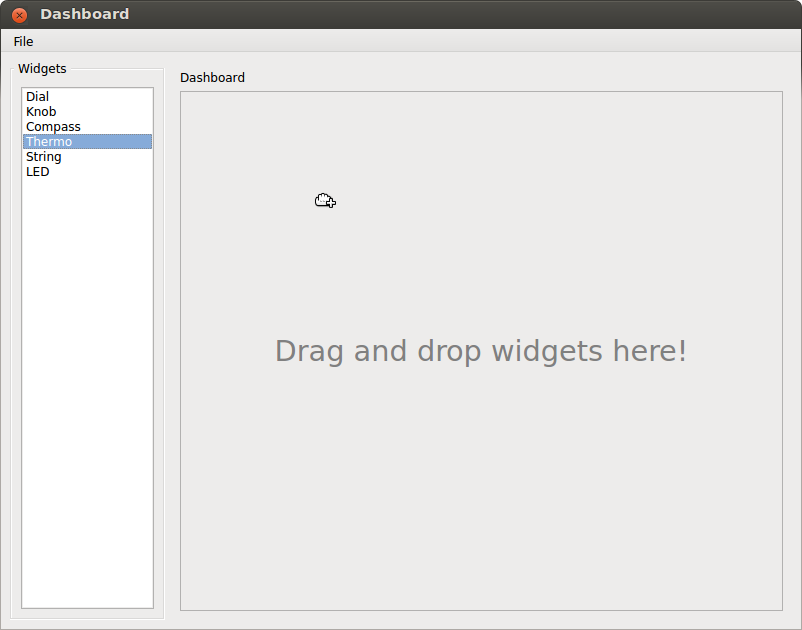 Dashboard
File
Widgets
Dial
Knob
Compass
Thermo
String
LED
Dashboard
Drag and drop widgets here!